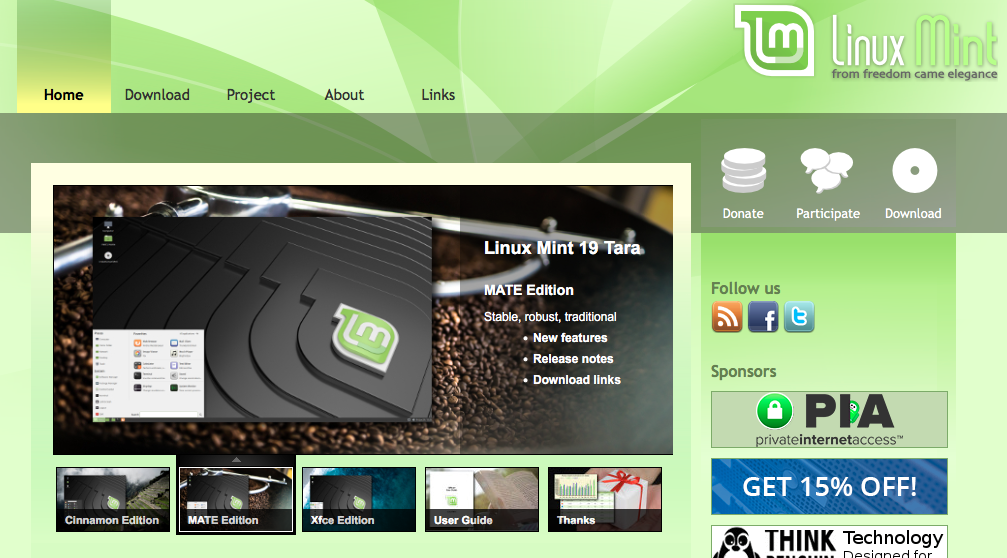 Linux Mint
from freedom came elegance
Home
Download
Project
About
Links
Donate
Participate
Download
Linux Mint 19 Tara
MATE Edition
Stable, robust, traditional
• New features
• Release notes
• Download links
Cinnamon Edition
MATE Edition
Xfce Edition
User Guide
Thanks
Follow us
Sponsors
PIA
privateinternetaccess™
GET 15% OFF!
THINK
Technology
Designed for